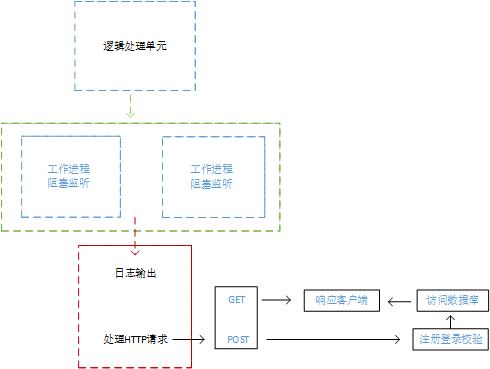 逻辑处理单元
工作进程
阻塞监听
工作进程
阻塞监听
日志输出
处理HTTP请求
GET
POST
响应客户端
访问数据库
注册登录校验